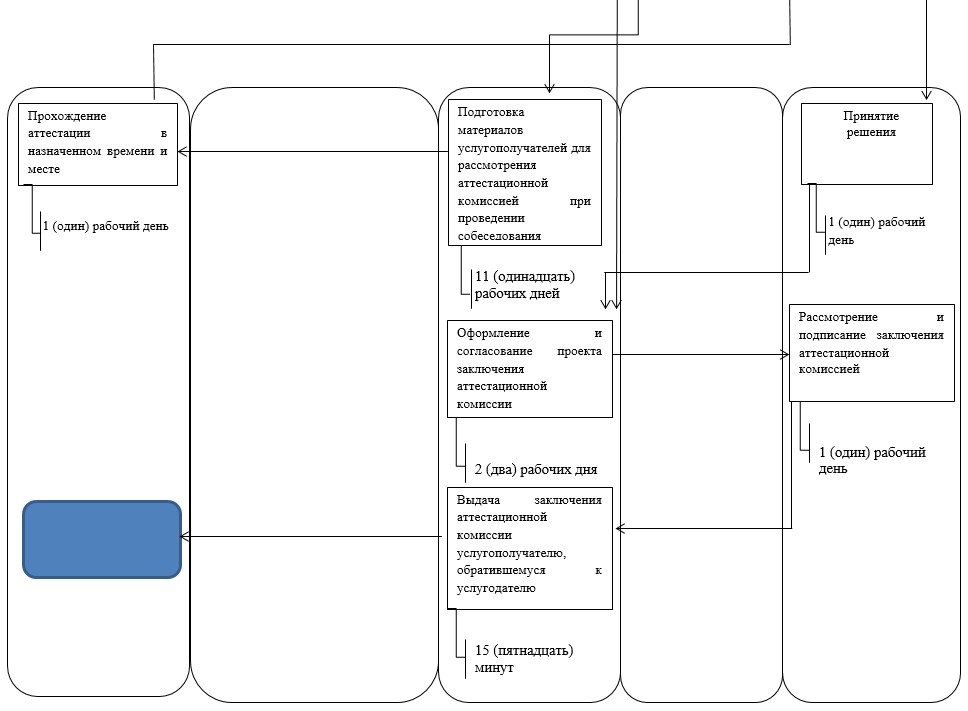 Прохождение
аттестации в
назначенном времени и
месте
1 (один) рабочий день
Подготовка
материалов
услугополучателей для
рассмотрения
аттестационной
комиссией при
проведении
собеседования
11 (одинадцать)
рабочих дней
Принятие
решения
1 (один) рабочий
день
Оформление и
согласование проекта
заключения
аттестационной
комиссии
2 (два) рабочих дня
Рассмотрение и
подписание заключения
аттестационной
комиссией
1 (один) рабочий
день
Выдача заключения
аттестационной
комиссии
услугополучателю,
обратившемуся к
услугодателю
15 (пятнадцать)
минут